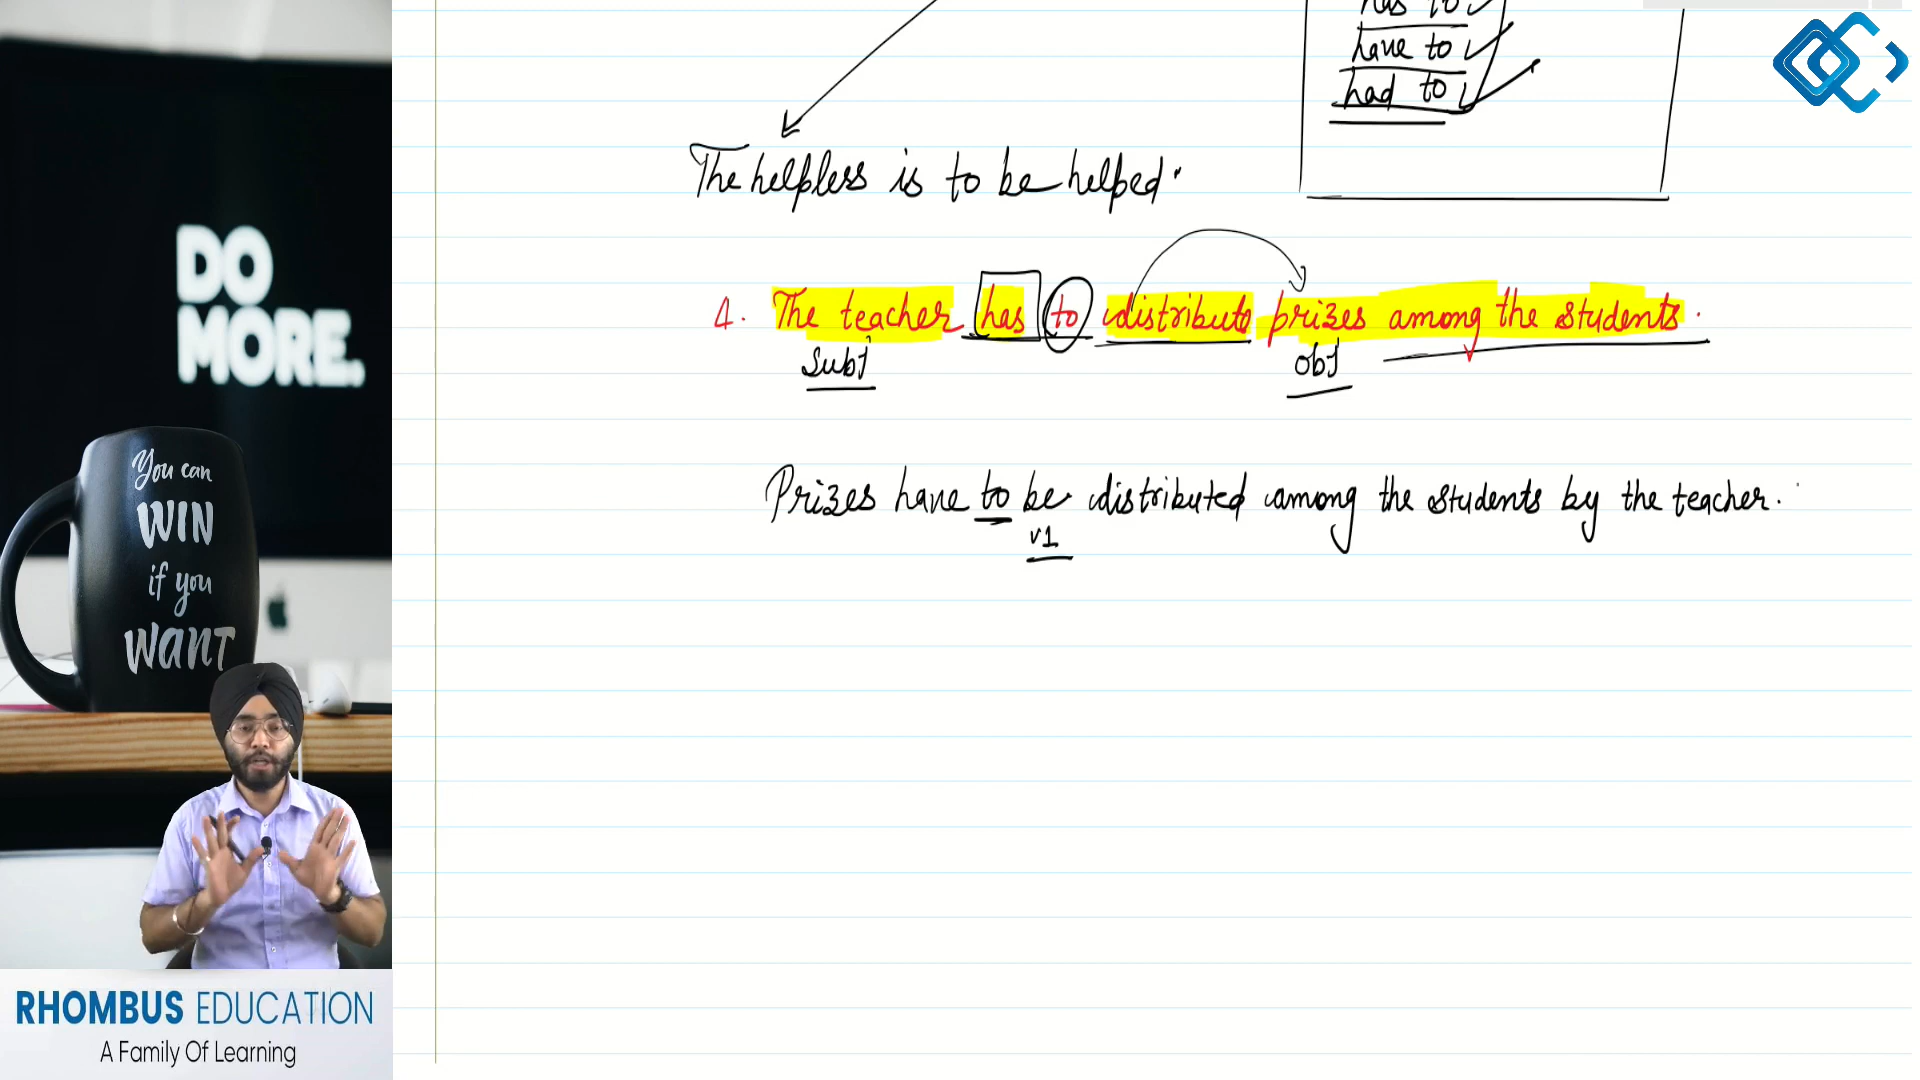 has to
have to
had to
The helpless is to be helped.
4. The teacher has to distribute prizes among the students.
Subj
obj
Prizes have to be distributed among the students by the teacher.
v1
DO
MORE.
You can
WIN
if you
WANT
RHOMBUS EDUCATION
A Family Of Learning